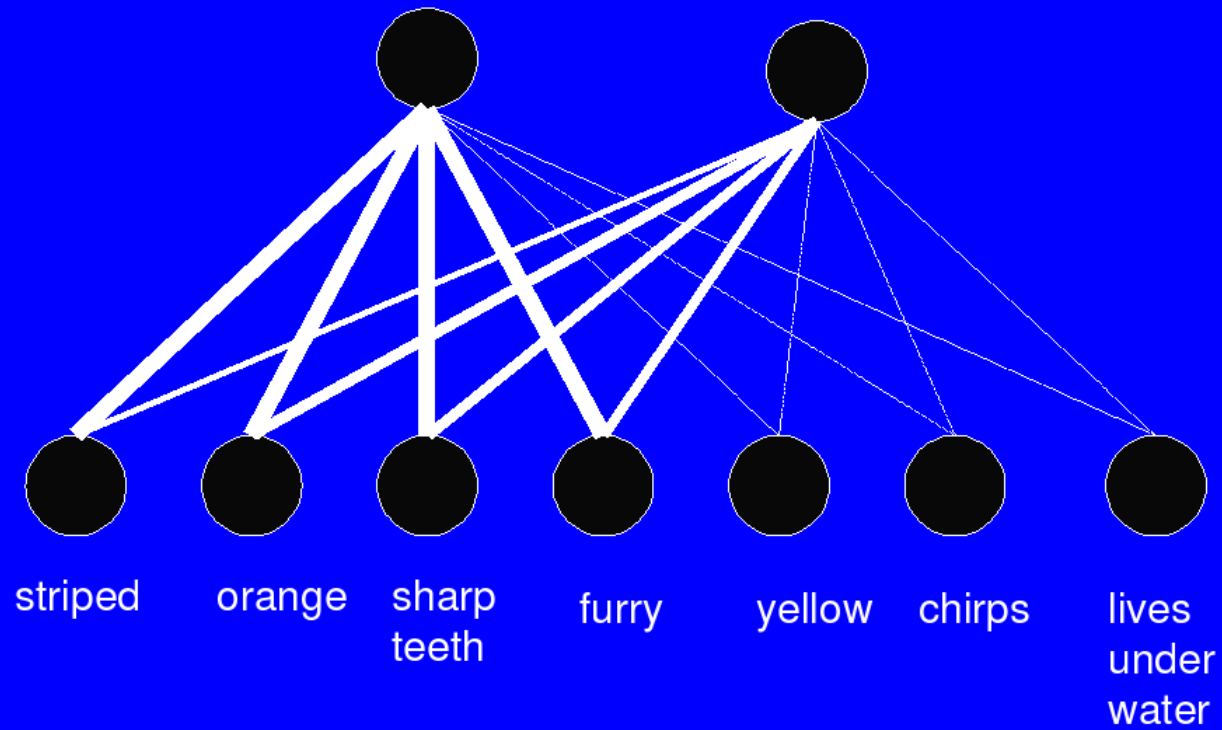 striped
orange
sharp
teeth
furry
yellow
chirps
lives
under
water